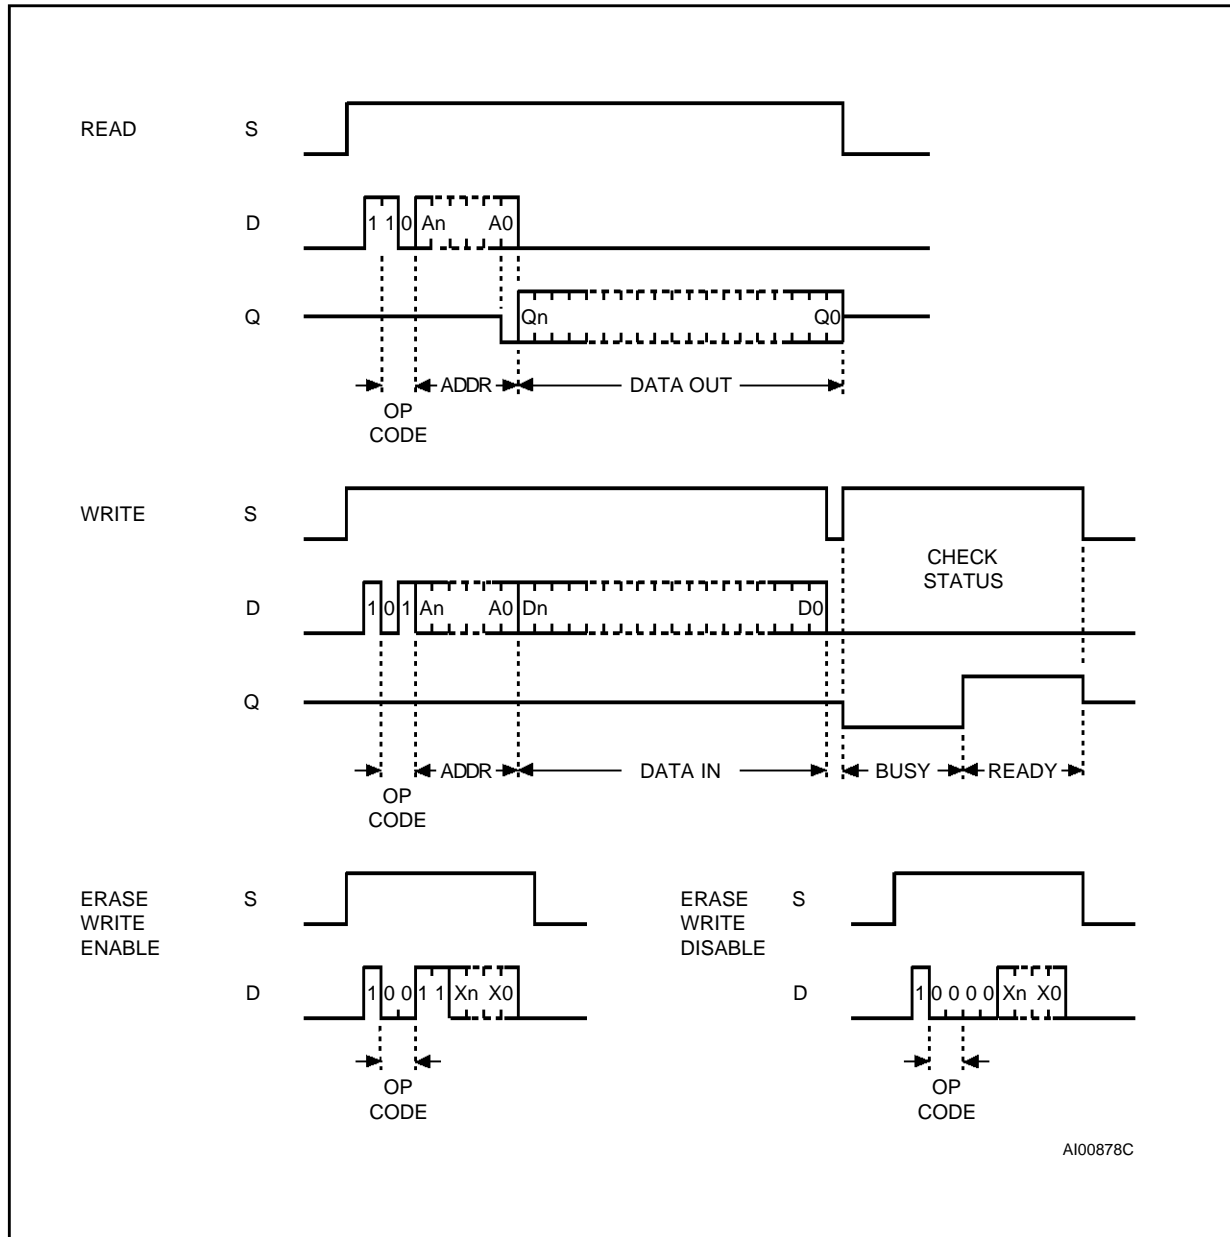 READ S
D 1 1 0 An A0
Q Qn Q0
ADDR DATA OUT
OP
CODE
WRITE S
CHECK
STATUS
D 1 0 1 An A0 Dn D0
Q
ADDR DATA IN BUSY READY
OP
CODE
ERASE S
WRITE
ENABLE
D 1 0 0 1 1 Xn X0
OP
CODE
ERASE S
WRITE
DISABLE
D 1 0 0 0 0 Xn X0
OP
CODE
AI00878C